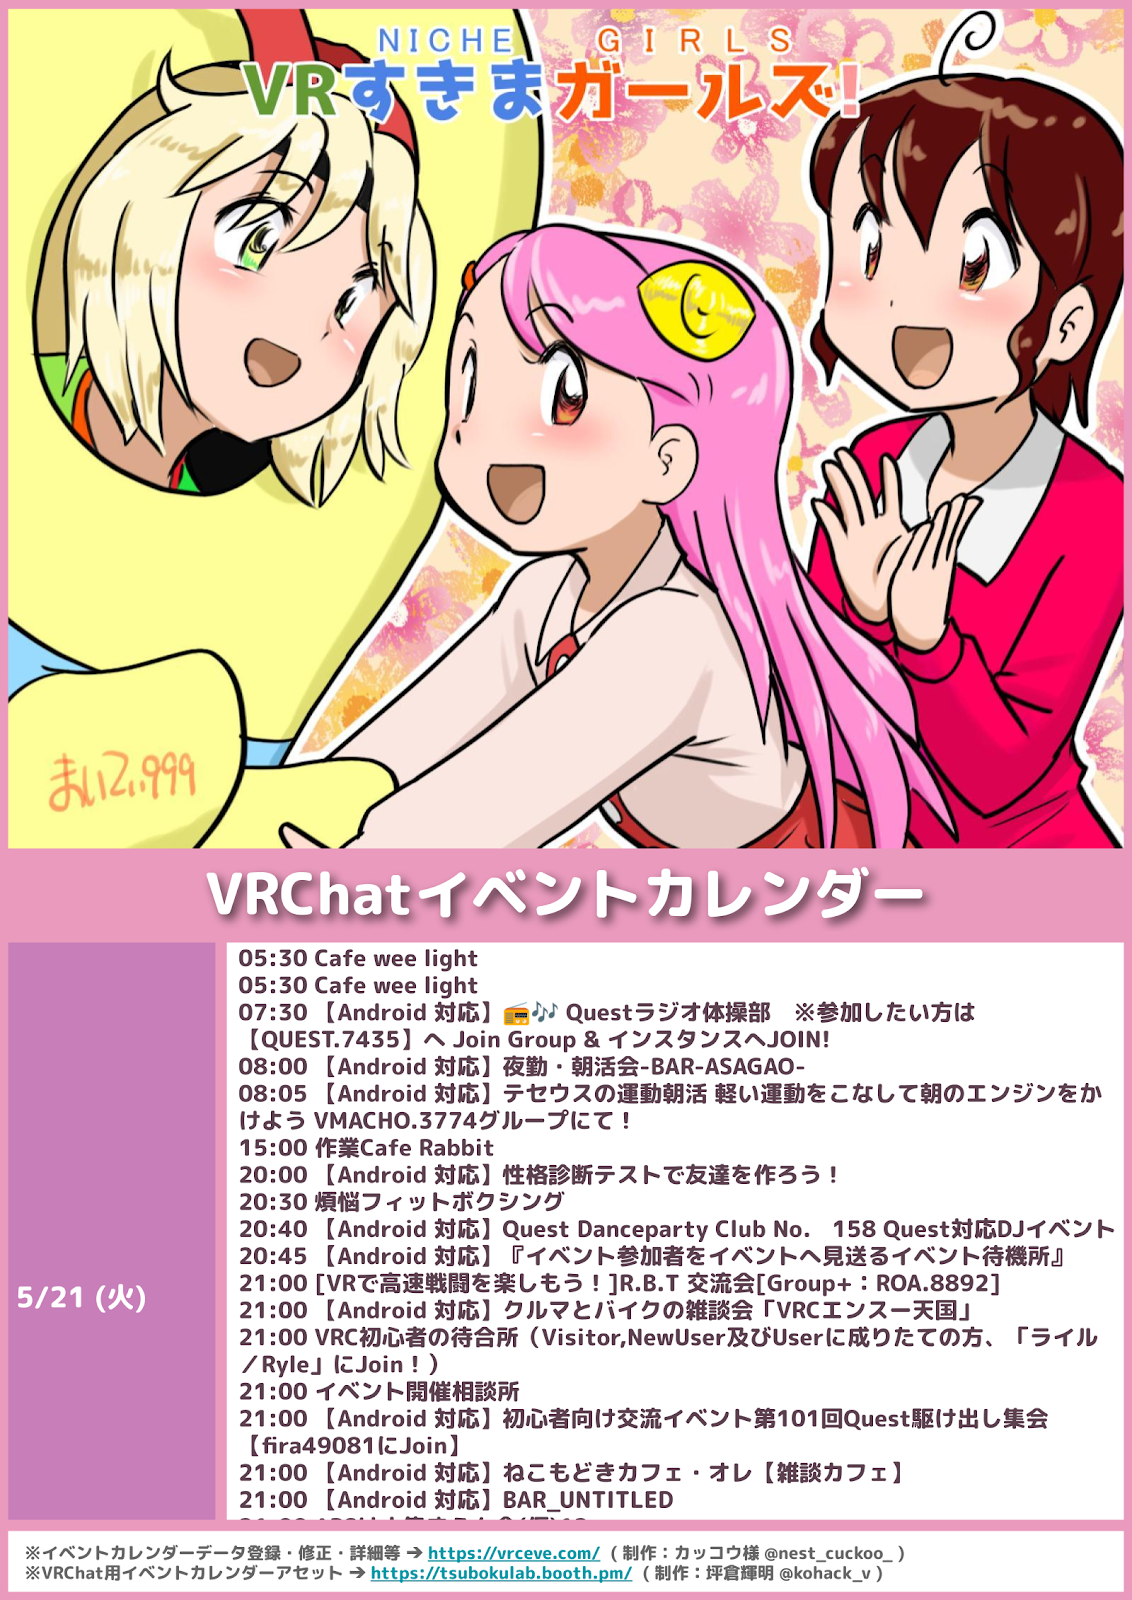 NICHE GIRLS
VRすきまガールズ!
まいてぃ999
VRChatイベントカレンダー
5/21 (火)
05:30 Cafe wee light
05:30 Cafe wee light
07:30 【Android 対応】📻🎶 Questラジオ体操部　※参加したい方は
【QUEST.7435】へ Join Group & インスタンスへJOIN!
08:00 【Android 対応】夜勤・朝活会-BAR-ASAGAO-
08:05 【Android 対応】テセウスの運動朝活 軽い運動をこなして朝のエンジンをか
けよう VMACHO.3774グループにて！
15:00 作業Cafe Rabbit
20:00 【Android 対応】性格診断テストで友達を作ろう！
20:30 煩悩フィットボクシング
20:40 【Android 対応】Quest Danceparty Club No.　158 Quest対応DJイベント
20:45 【Android 対応】『イベント参加者をイベントへ見送るイベント待機所』
21:00 [VRで高速戦闘を楽しもう！]R.B.T 交流会[Group+：ROA.8892]
21:00 【Android 対応】クルマとバイクの雑談会「VRCエンスー天国」
21:00 VRC初心者の待合所（Visitor,NewUser及びUserに成りたての方、「ライル
／Ryle」にJoin！）
21:00 イベント開催相談所
21:00 【Android 対応】初心者向け交流イベント第101回Quest駆け出し集会
【fira49081にJoin】
21:00 【Android 対応】ねこもどきカフェ・オレ【雑談カフェ】
21:00 【Android 対応】BAR_UNTITLED
※イベントカレンダーデータ登録・修正・詳細等 ➔ https://vrceve.com/ （ 制作：カッコウ様 @nest_cuckoo_ ）
※VRChat用イベントカレンダーアセット ➔ https://tsubokulab.booth.pm/ （ 制作：坪倉輝明 @kohack_v ）